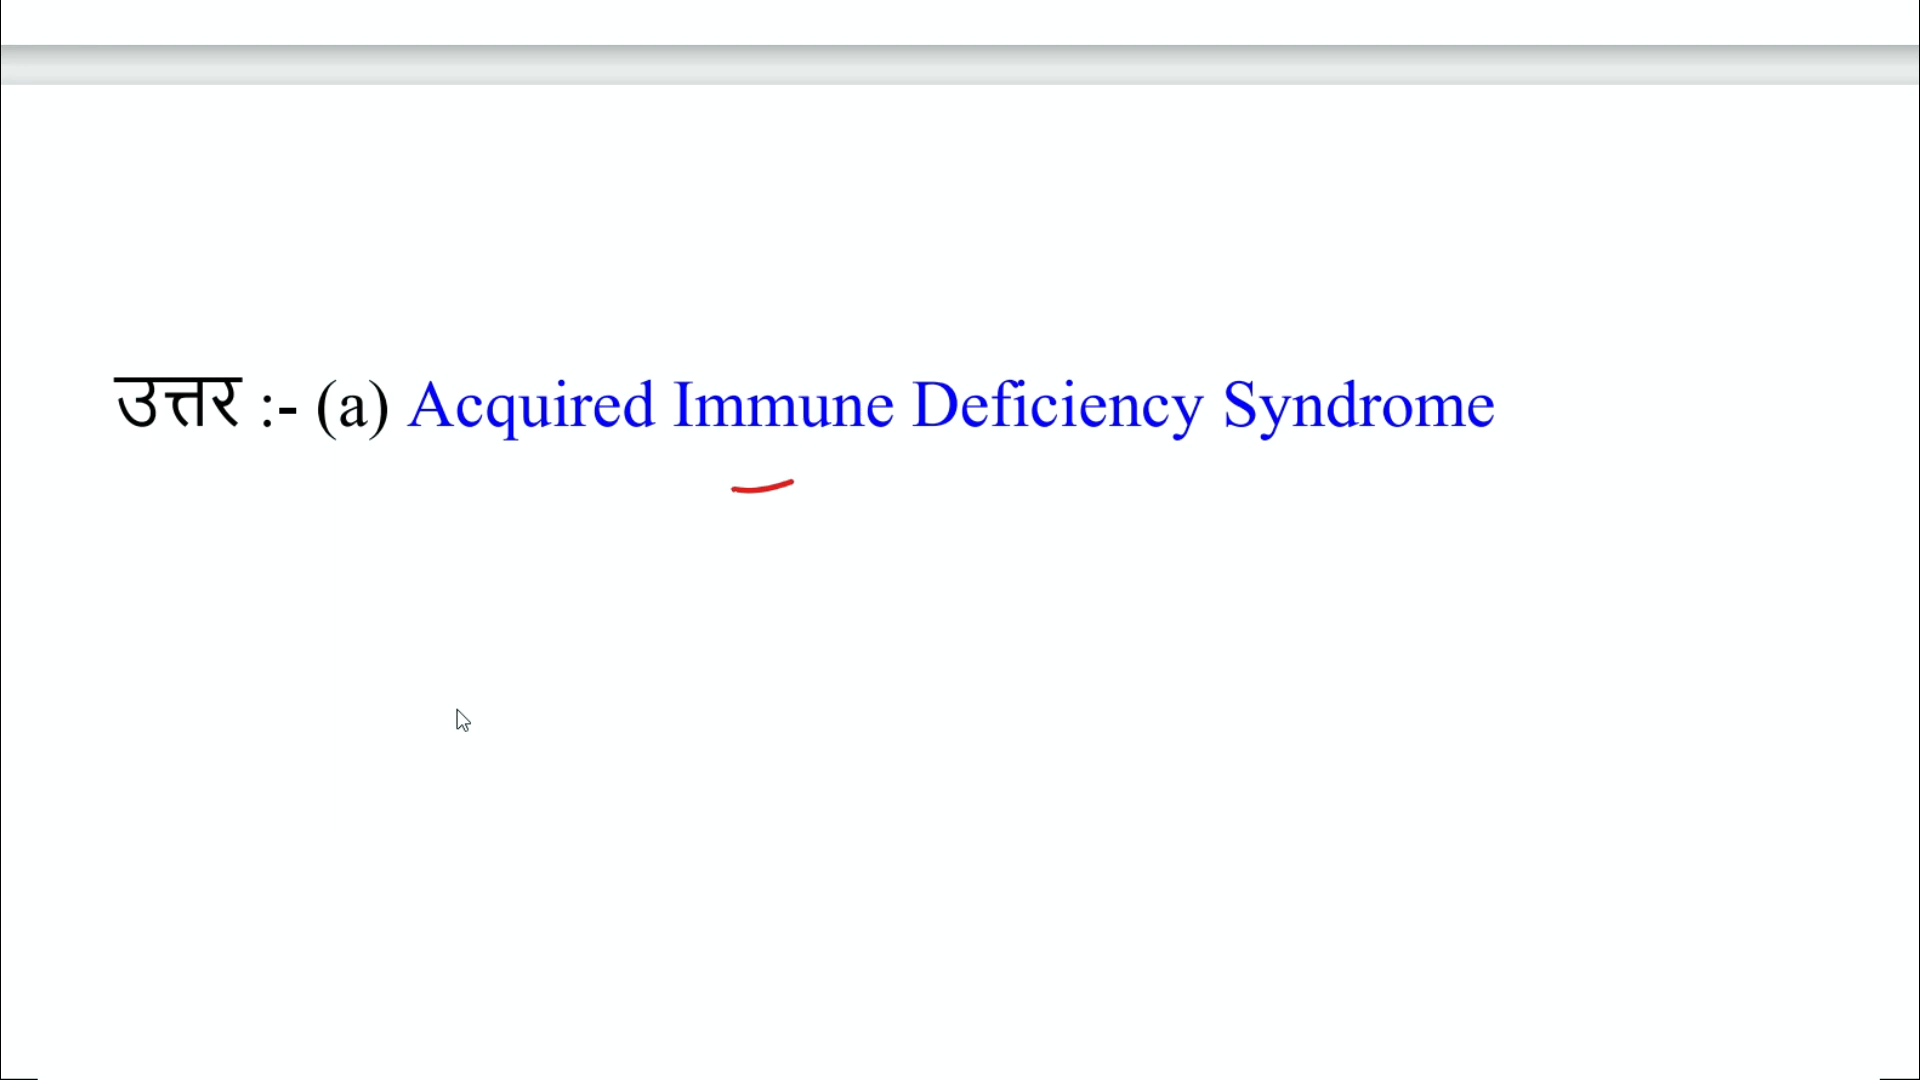 उत्तर :- (a) Acquired Immune Deficiency Syndrome